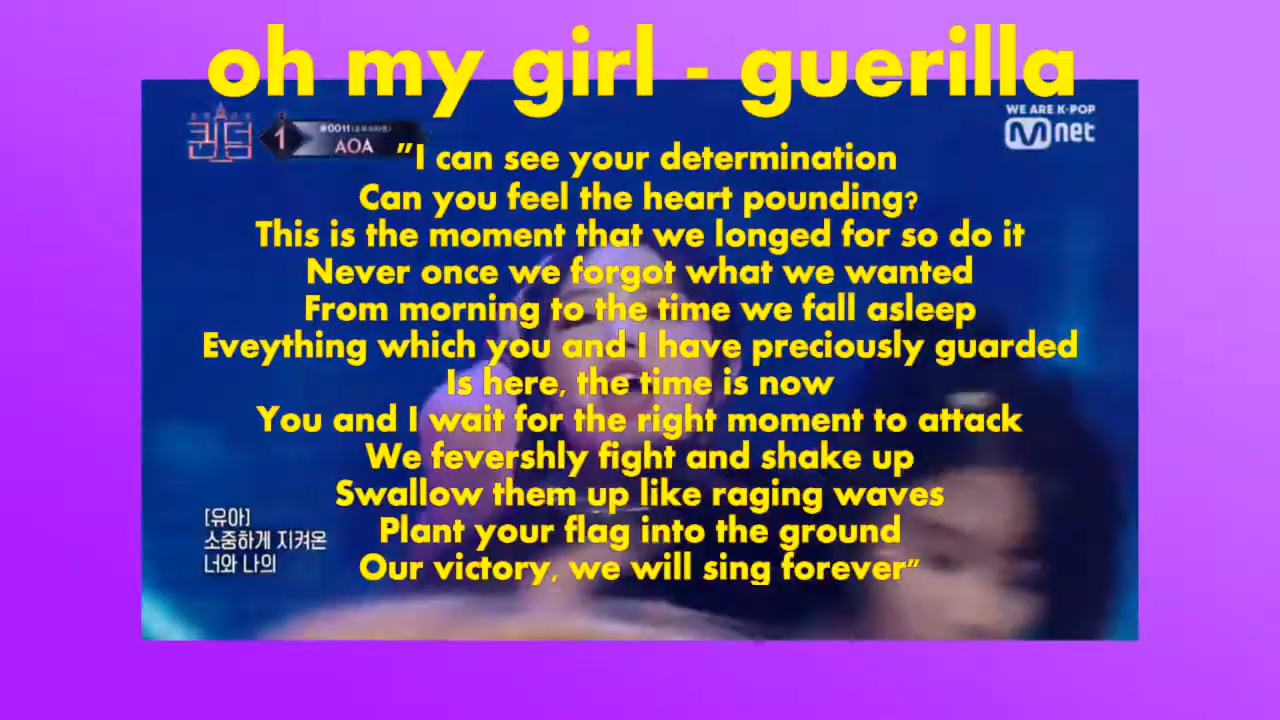 oh my girl - guerilla
WE ARE K-POP
Mnet
퀸덤
1
AOA
"I can see your determination
Can you feel the heart pounding?
This is the moment that we longed for so do it
Never once we forgot what we wanted
From morning to the time we fall asleep
Eveything which you and I have preciously guarded
Is here, the time is now
You and I wait for the right moment to attack
We fevershly fight and shake up
Swallow them up like raging waves
Plant your flag into the ground
Our victory, we will sing forever"
[유아]
소중하게 지켜온
너와 나의